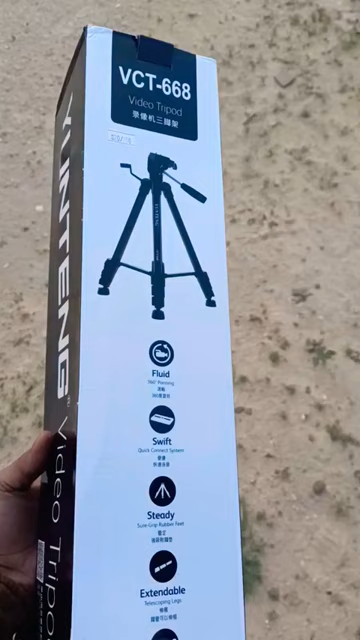 VCT-668
Video Tripod
录像机三脚架
YUNTENG
Video Tripod
Fluid
360° Panning
Swift
Quick Connect System
Steady
Sure-Grip Rubber Feet
Extendable
Telescoping Legs